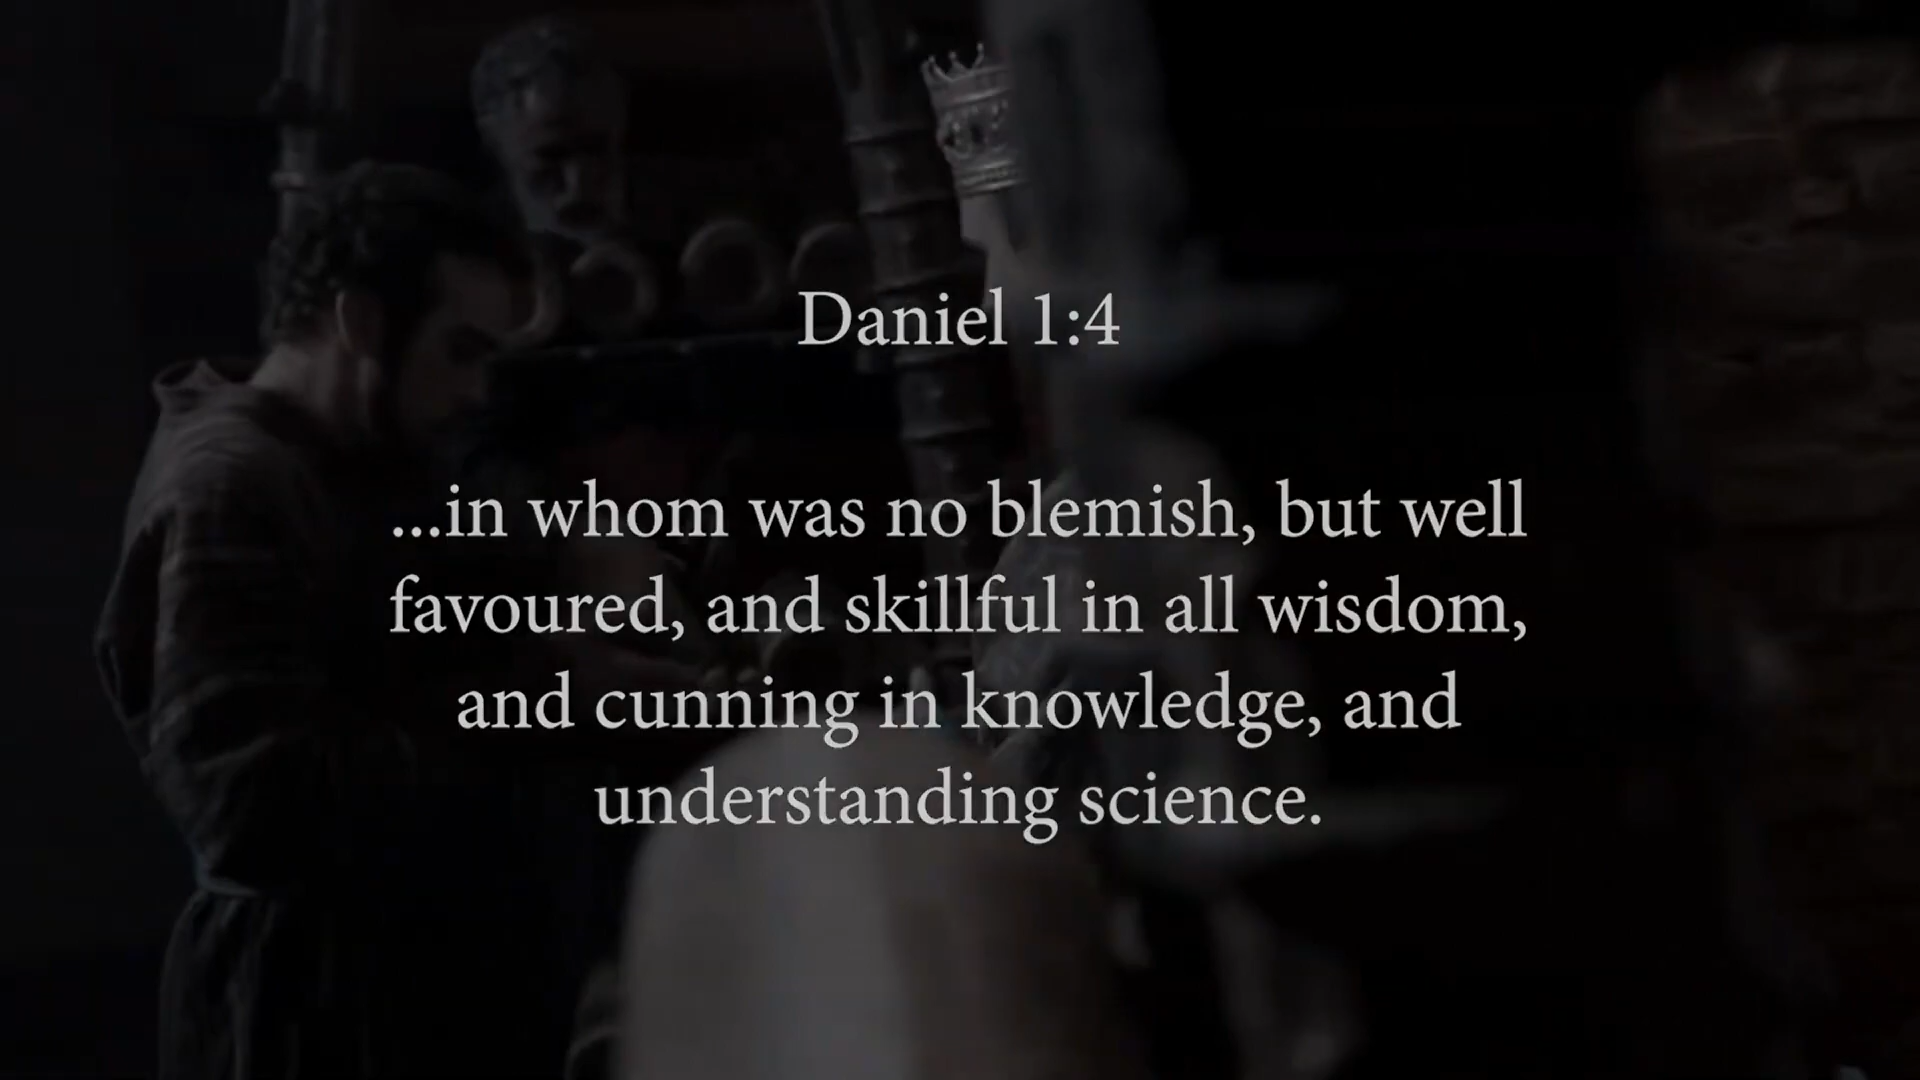 Daniel 1:4
...in whom was no blemish, but well
favoured, and skillful in all wisdom,
and cunning in knowledge, and
understanding science.